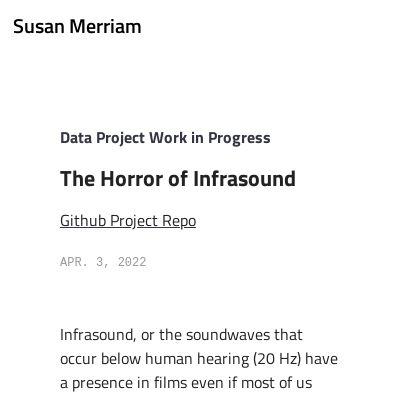 Susan Merriam
Data Project Work in Progress
The Horror of Infrasound
Github Project Repo
APR. 3, 2022
Infrasound, or the soundwaves that
occur below human hearing (20 Hz) have
a presence in films even if most of us